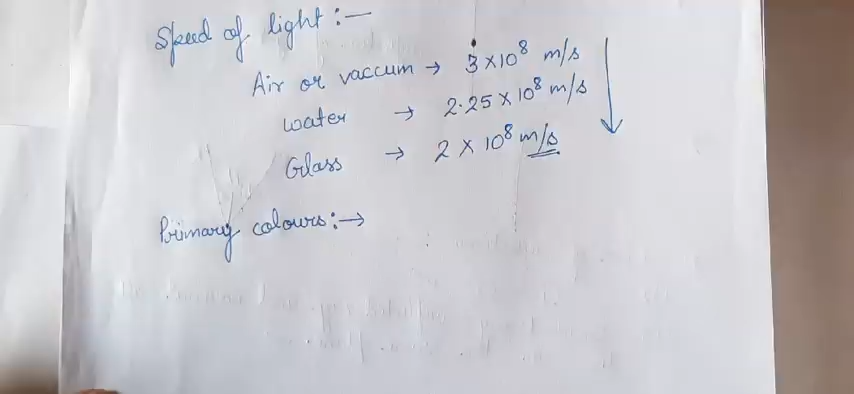 Speed of light :-
Air or vaccum → 3 × 10⁸ m/s
water → 2.25 × 10⁸ m/s
Glass → 2 × 10⁸ m/s
Primary colours :→